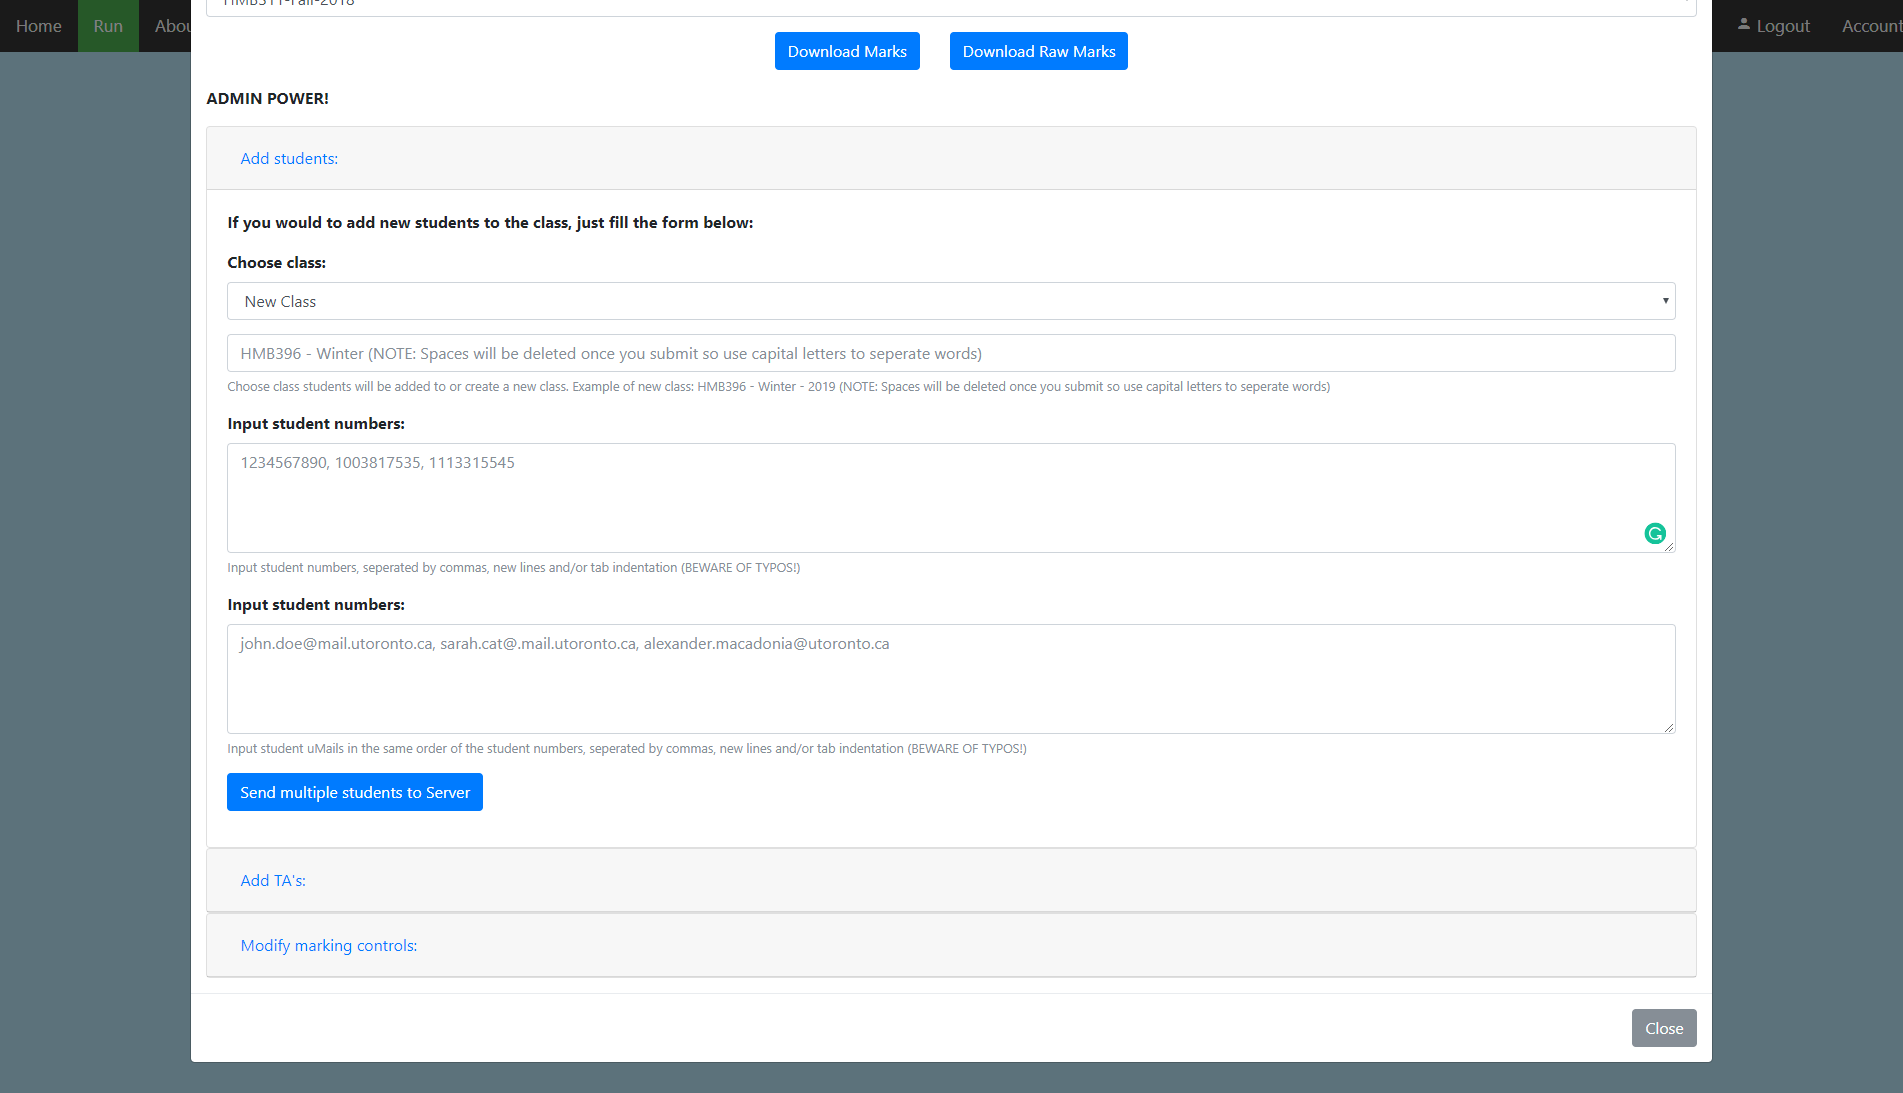 Home Run Abou Logout Account
HMB311-Fall-2018
Download Marks Download Raw Marks
ADMIN POWER!
Add students:
If you would to add new students to the class, just fill the form below:
Choose class:
New Class
HMB396 - Winter (NOTE: Spaces will be deleted once you submit so use capital letters to seperate words)
Choose class students will be added to or create a new class. Example of new class: HMB396 - Winter - 2019 (NOTE: Spaces will be deleted once you submit so use capital letters to seperate words)
Input student numbers:
1234567890, 1003817535, 1113315545
Input student numbers, seperated by commas, new lines and/or tab indentation (BEWARE OF TYPOS!)
Input student numbers:
john.doe@mail.utoronto.ca, sarah.cat@.mail.utoronto.ca, alexander.macadonia@utoronto.ca
Input student uMails in the same order of the student numbers, seperated by commas, new lines and/or tab indentation (BEWARE OF TYPOS!)
Send multiple students to Server
Add TA's:
Modify marking controls:
Close